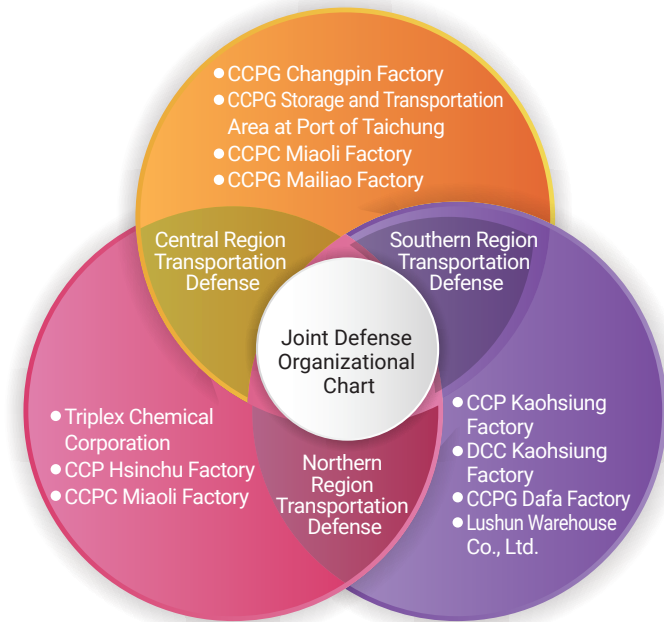 ● CCPG Changpin Factory
● CCPG Storage and Transportation
Area at Port of Taichung
● CCPC Miaoli Factory
● CCPG Mailiao Factory
Central Region
Transportation
Defense
Southern Region
Transportation
Defense
Joint Defense
Organizational
Chart
● Triplex Chemical
Corporation
● CCP Hsinchu Factory
● CCPC Miaoli Factory
Northern
Region
Transportation
Defense
● CCP Kaohsiung
Factory
● DCC Kaohsiung
Factory
● CCPG Dafa Factory
● Lushun Warehouse
Co., Ltd.